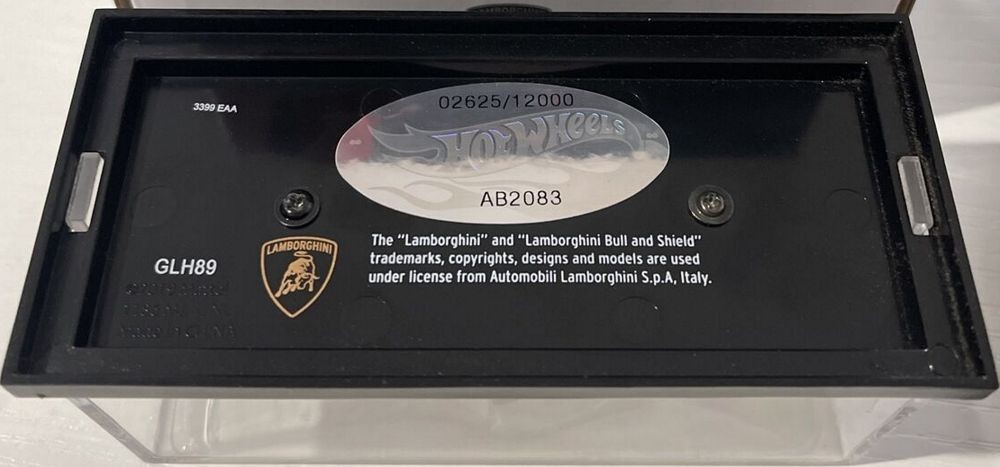 LAMBORGHINI
02625/12000
3399 EAA
HOT WHEELS
AB2083
The “Lamborghini” and “Lamborghini Bull and Shield”
trademarks, copyrights, designs and models are used
under license from Automobili Lamborghini S.p.A, Italy.
LAMBORGHINI
GLH89